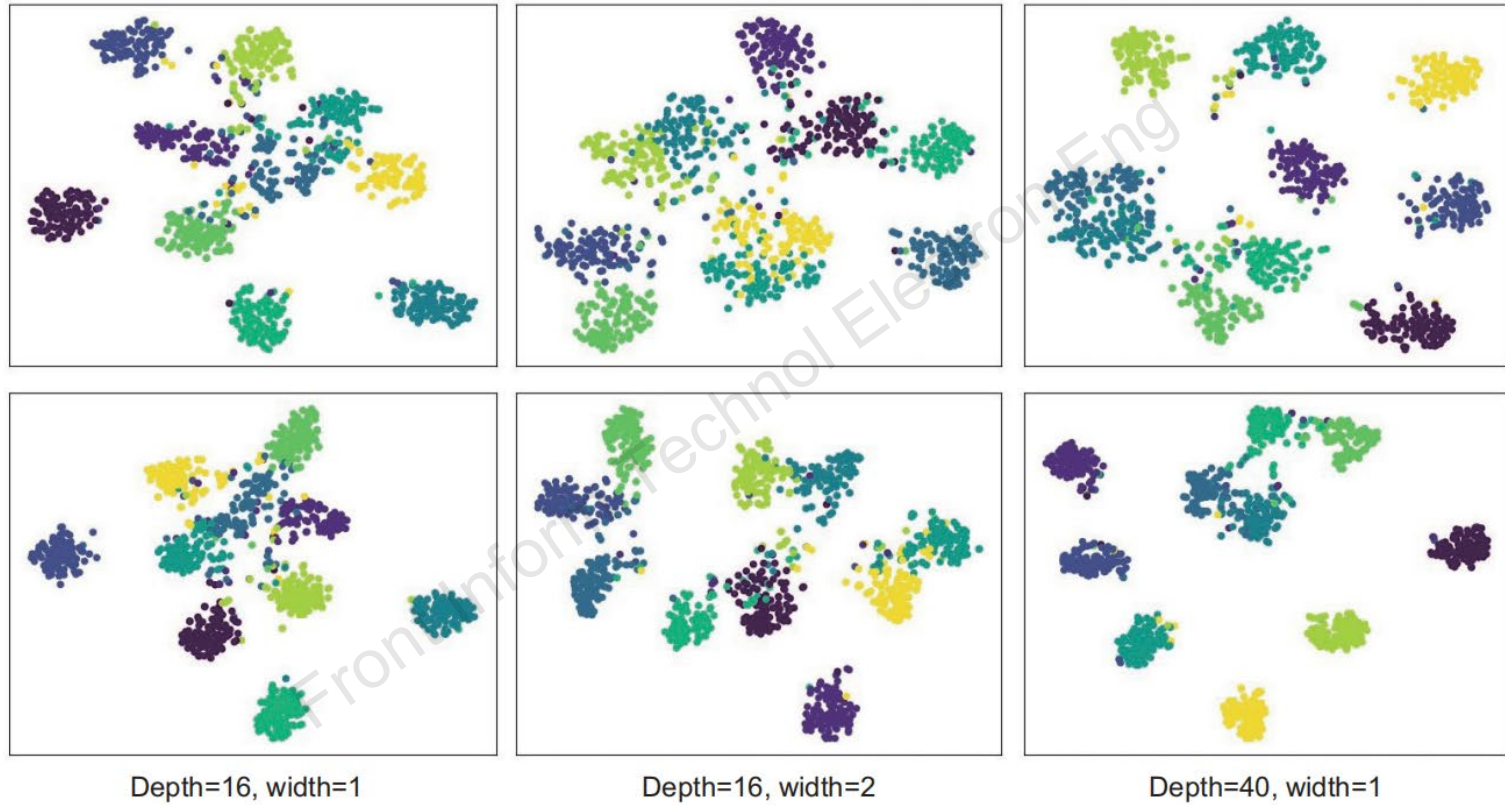 Front Inform Technol Electron Eng
Depth=16, width=1
Depth=16, width=2
Depth=40, width=1